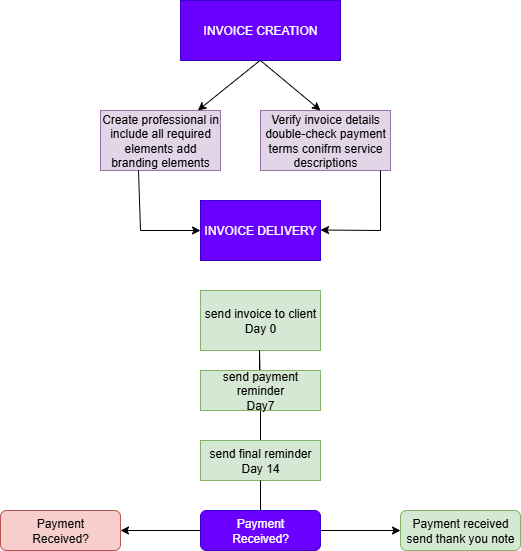 INVOICE CREATION
Create professional in
include all required
elements add
branding elements
Verify invoice details
double-check payment
terms conifrm service
descriptions
INVOICE DELIVERY
send invoice to client
Day 0
send payment
reminder
Day7
send final reminder
Day 14
Payment
Received?
Payment
Received?
Payment received
send thank you note